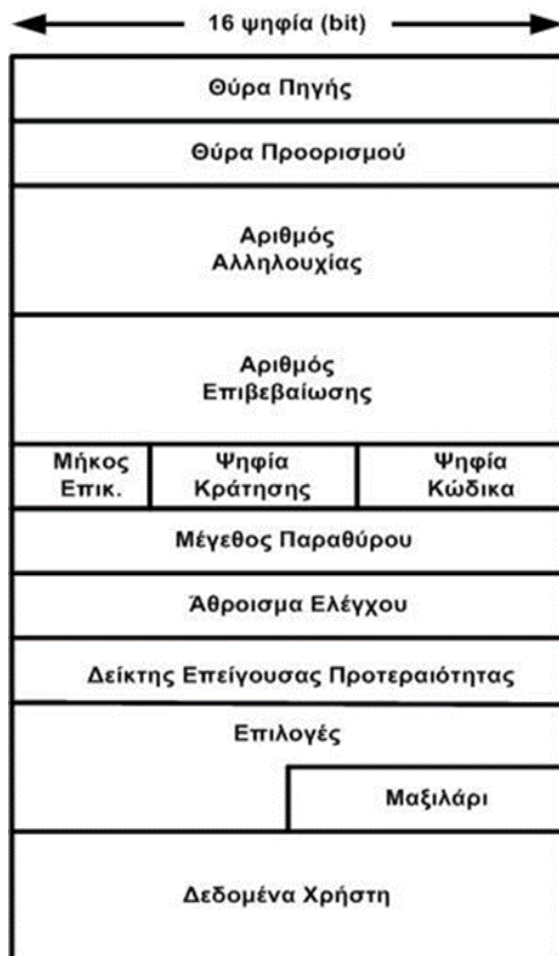 16 ψηφία (bit)
Θύρα Πηγής
Θύρα Προορισμού
Αριθμός
Αλληλουχίας
Αριθμός
Επιβεβαίωσης
Μήκος
Επικ.
Ψηφία
Κράτησης
Ψηφία
Κώδικα
Μέγεθος Παραθύρου
Άθροισμα Ελέγχου
Δείκτης Επείγουσας Προτεραιότητας
Επιλογές
Μαξιλάρι
Δεδομένα Χρήστη